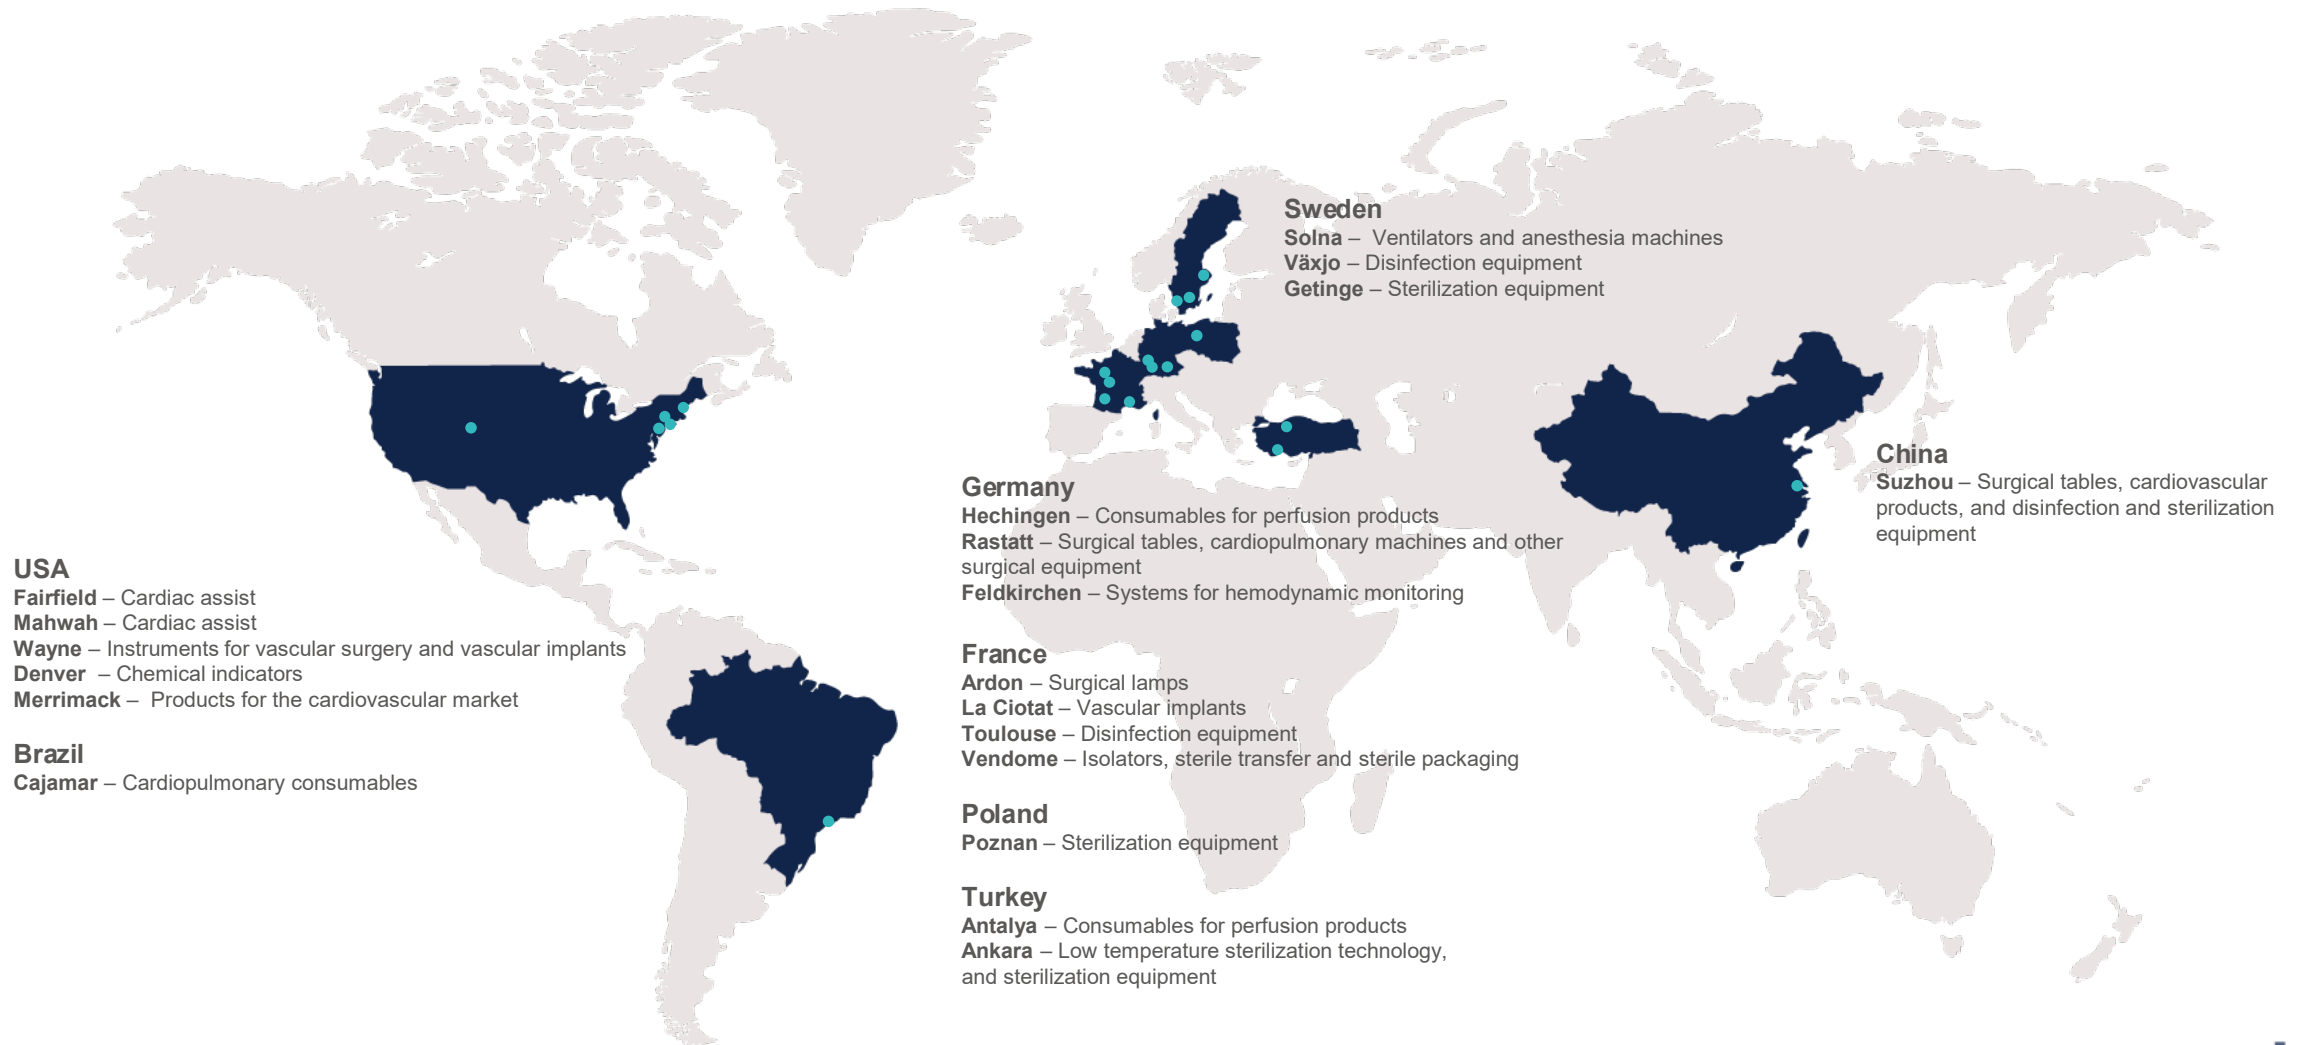 Sweden
Solna –  Ventilators and anesthesia machines
Växjo – Disinfection equipment
Getinge – Sterilization equipment
China
Suzhou – Surgical tables, cardiovascular
products, and disinfection and sterilization
equipment
Germany
Hechingen – Consumables for perfusion products
Rastatt – Surgical tables, cardiopulmonary machines and other
surgical equipment
Feldkirchen – Systems for hemodynamic monitoring
USA
Fairfield – Cardiac assist
Mahwah – Cardiac assist
Wayne – Instruments for vascular surgery and vascular implants
Denver  – Chemical indicators
Merrimack –  Products for the cardiovascular market
Brazil
Cajamar – Cardiopulmonary consumables
France
Ardon – Surgical lamps
La Ciotat – Vascular implants
Toulouse – Disinfection equipment
Vendome – Isolators, sterile transfer and sterile packaging
Poland
Poznan – Sterilization equipment
Turkey
Antalya – Consumables for perfusion products
Ankara – Low temperature sterilization technology,
and sterilization equipment